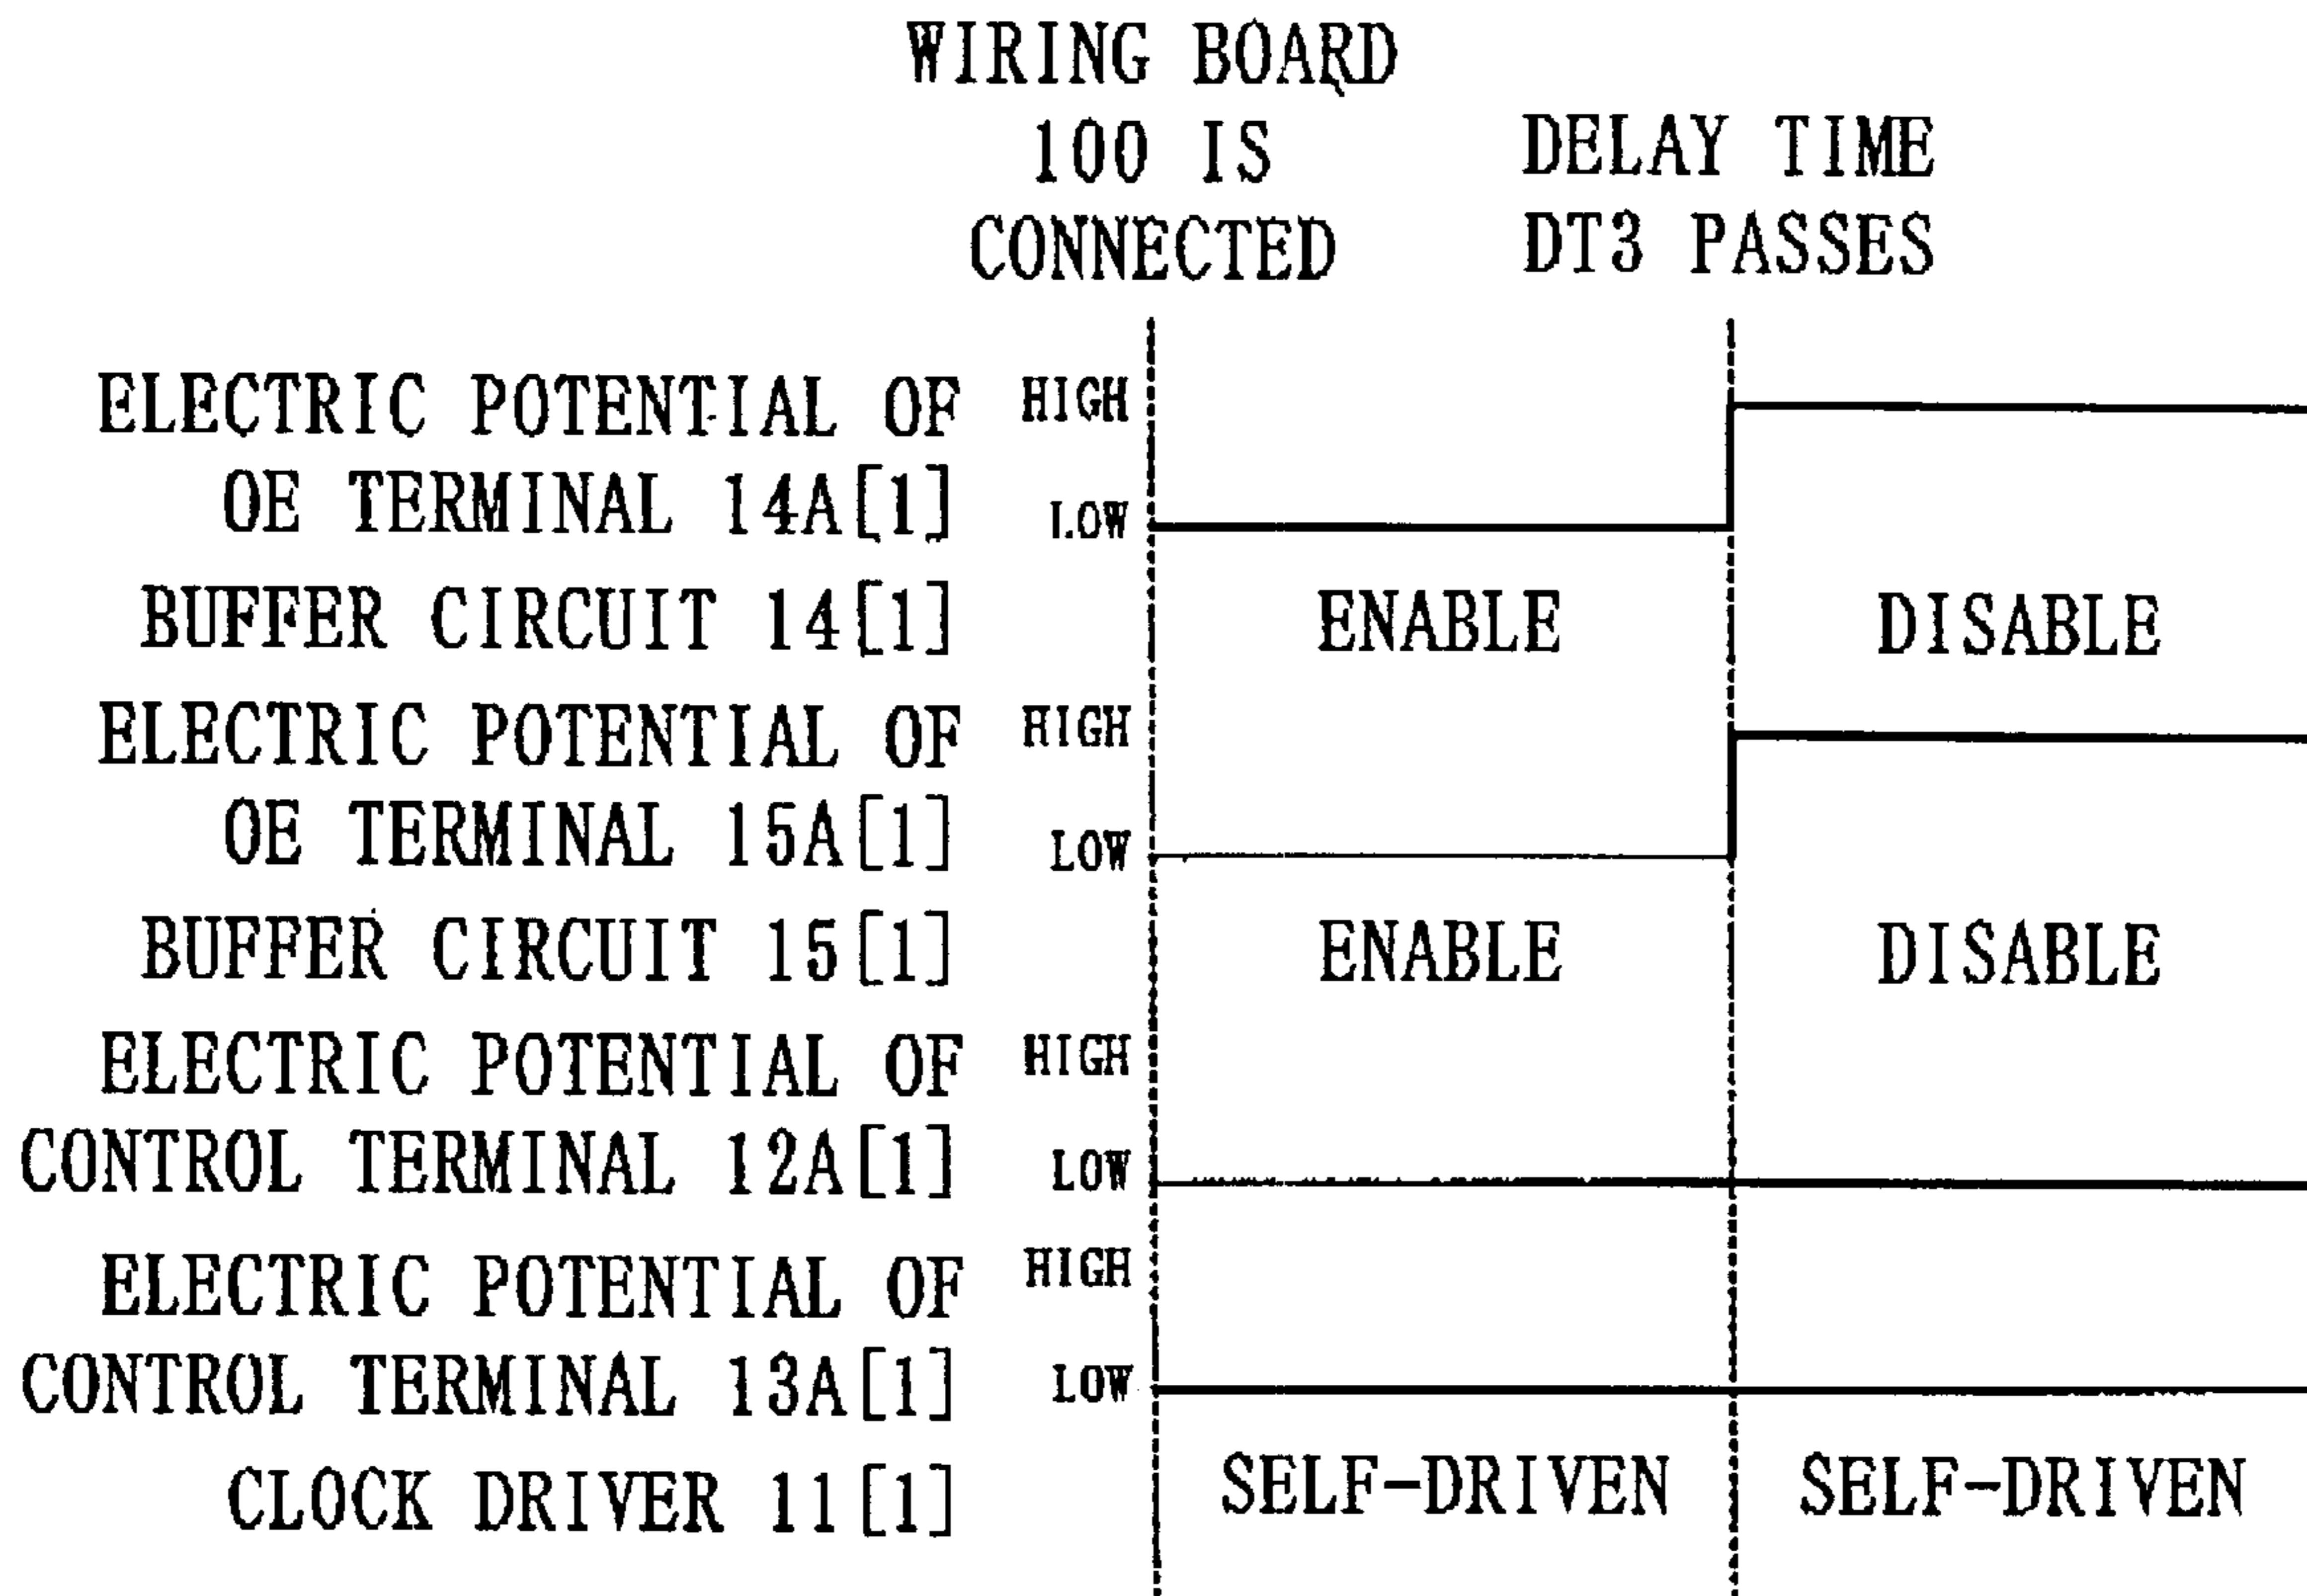 WIRING BOARD
100 IS
CONNECTED
DELAY TIME
DT3 PASSES
ELECTRIC POTENTIAL OF
OE TERMINAL 14A[1]
HIGH
LOW
BUFFER CIRCUIT 14[1]
ENABLE
DISABLE
ELECTRIC POTENTIAL OF
OE TERMINAL 15A[1]
HIGH
LOW
BUFFER CIRCUIT 15[1]
ENABLE
DISABLE
ELECTRIC POTENTIAL OF
CONTROL TERMINAL 12A[1]
HIGH
LOW
ELECTRIC POTENTIAL OF
CONTROL TERMINAL 13A[1]
HIGH
LOW
CLOCK DRIVER 11[1]
SELF-DRIVEN
SELF-DRIVEN